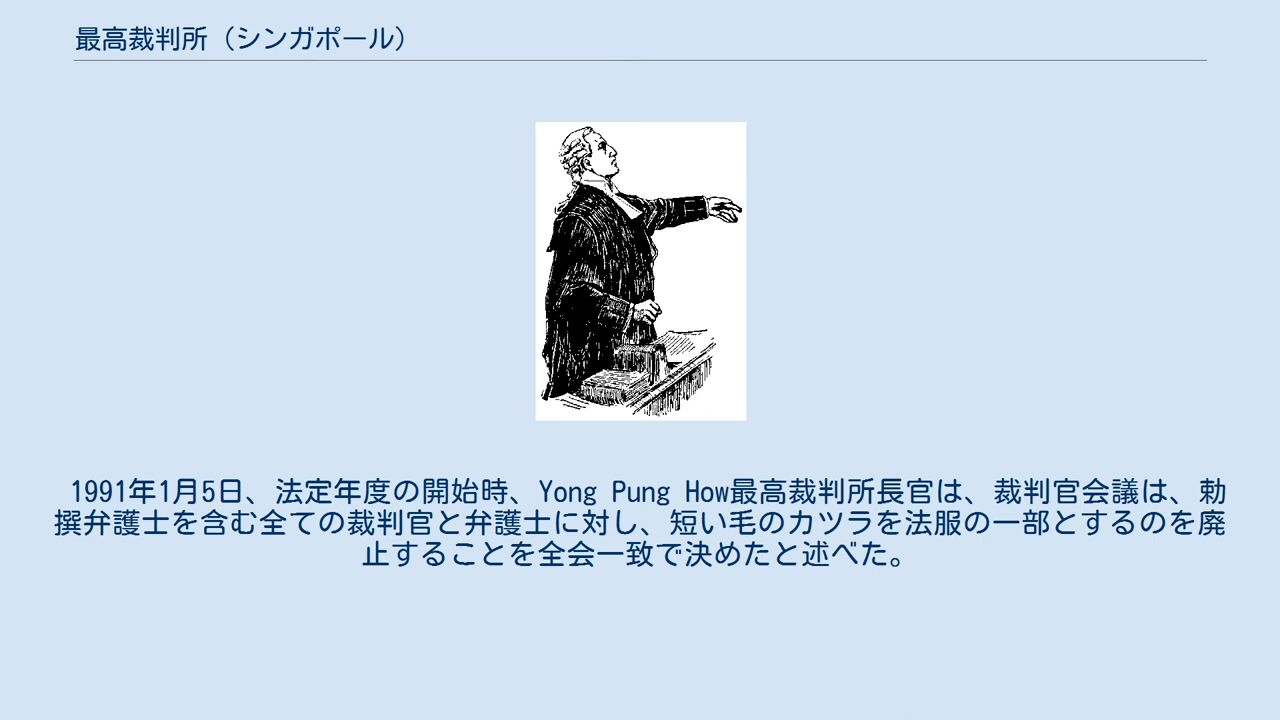 最高裁判所（シンガポール）
1991年1月5日、法定年度の開始時、Yong Pung How最高裁判所長官は、裁判官会議は、勅
撰弁護士を含む全ての裁判官と弁護士に対し、短い毛のカツラを法服の一部とするのを廃
止することを全会一致で決めたと述べた。